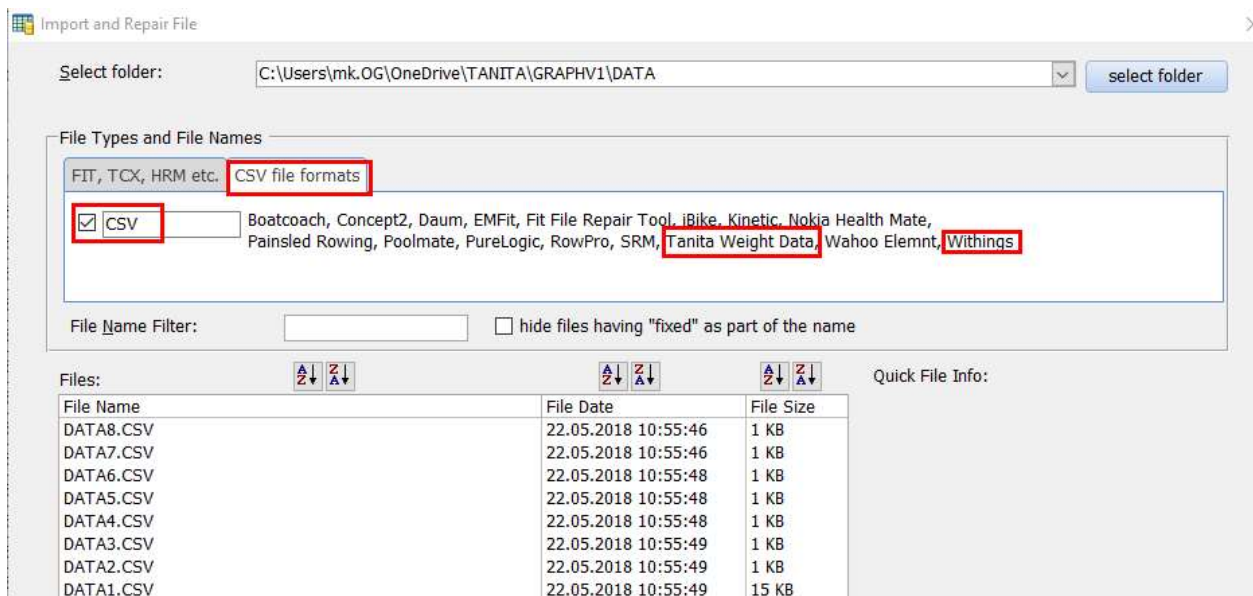 Import and Repair File
Select folder: C:\Users\mk.OG\OneDrive\TANITA\GRAPHV1\DATA select folder
File Types and File Names
FIT, TCX, HRM etc. CSV file formats
CSV Boatcoach, Concept2, Daum, EMFit, Fit File Repair Tool, iBike, Kinetic, Nokia Health Mate,
Painsled Rowing, Poolmate, PureLogic, RowPro, SRM, Tanita Weight Data, Wahoo Elemnt, Withings
File Name Filter: hide files having "fixed" as part of the name
Files: Quick File Info:
File Name File Date File Size
DATA8.CSV 22.05.2018 10:55:46 1 KB
DATA7.CSV 22.05.2018 10:55:46 1 KB
DATA6.CSV 22.05.2018 10:55:48 1 KB
DATA5.CSV 22.05.2018 10:55:48 1 KB
DATA4.CSV 22.05.2018 10:55:48 1 KB
DATA3.CSV 22.05.2018 10:55:49 1 KB
DATA2.CSV 22.05.2018 10:55:49 1 KB
DATA1.CSV 22.05.2018 10:55:49 15 KB